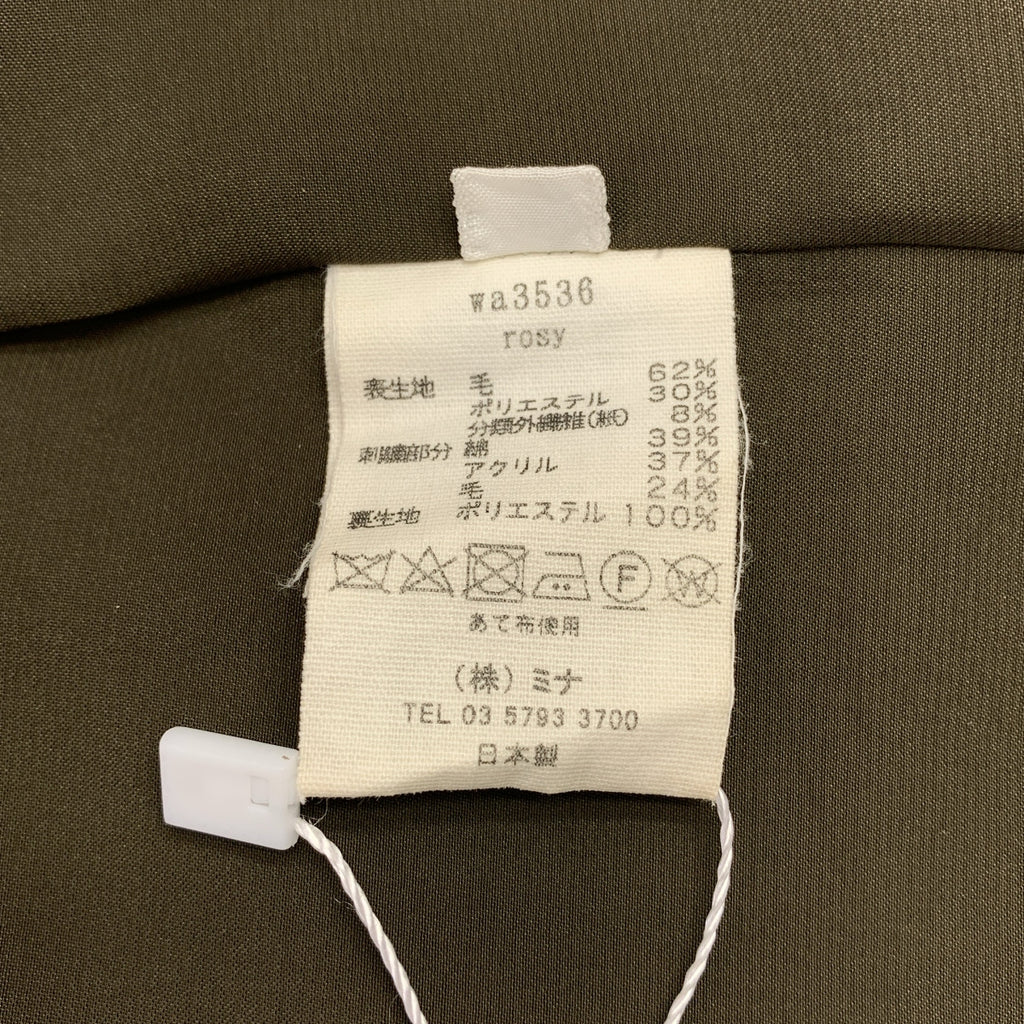 wa3536
rosy
表生地 毛 62%
ポリエステル 30%
分類外繊維(紙) 8%
刺繍部分 綿 39%
アクリル 37%
毛 24%
裏生地 ポリエステル 100%
F W
あて布使用
(株)ミナ
TEL 03 5793 3700
日本製